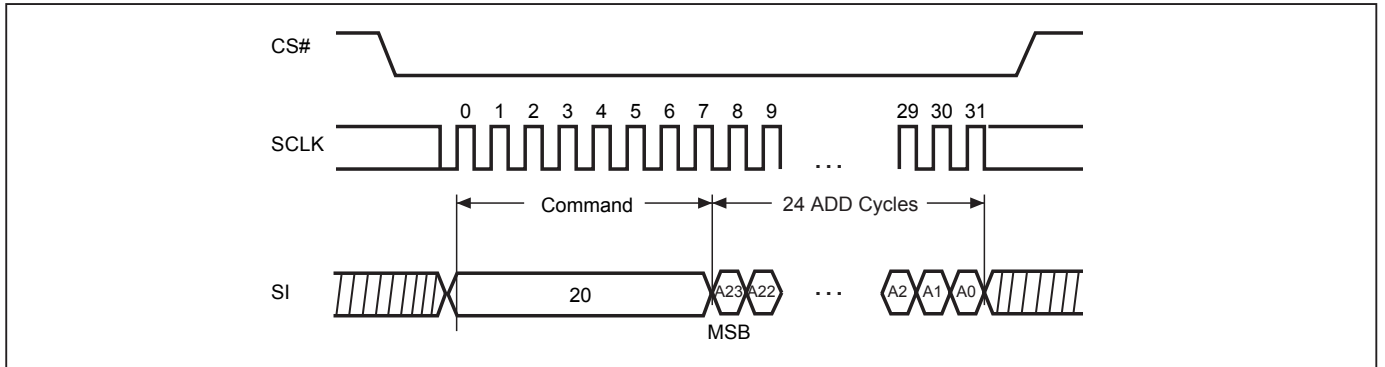 CS#
0 1 2 3 4 5 6 7 8 9 29 30 31
SCLK
...
Command 24 ADD Cycles
SI 20 A23 A22 ... A2 A1 A0
MSB